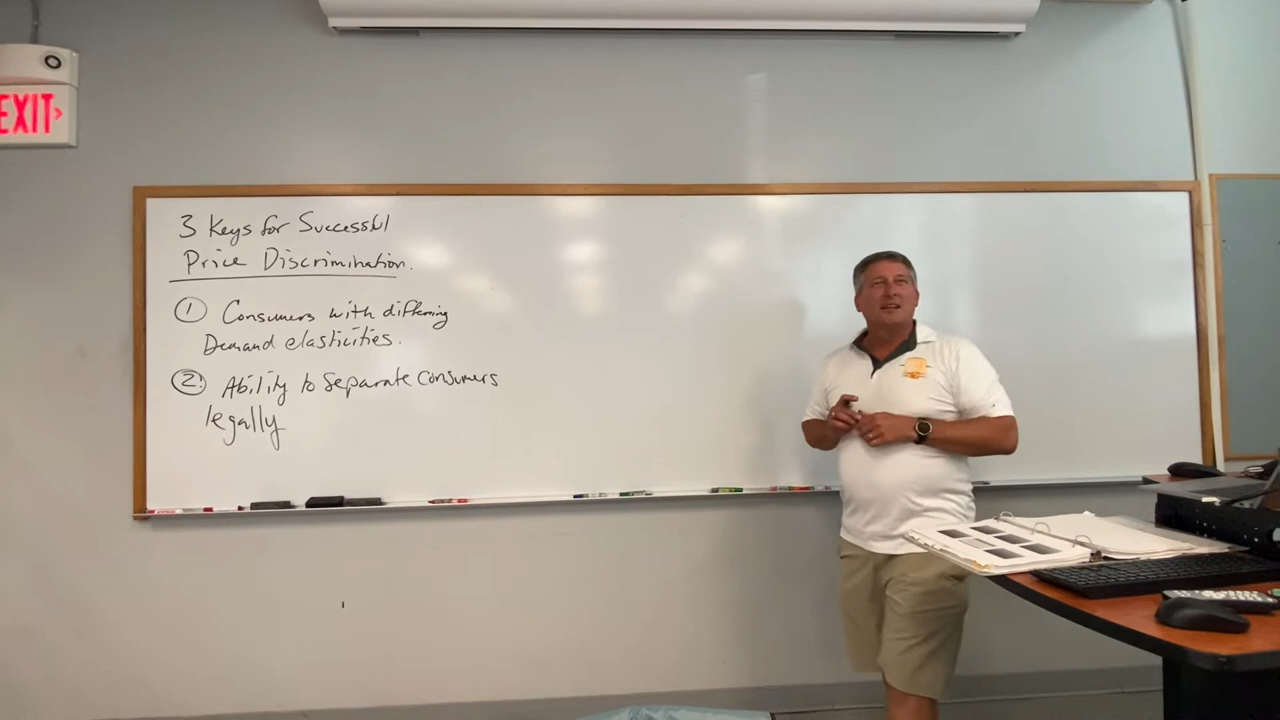 EXIT
3 Keys for Successful
Price Discrimination.
① Consumers with differing
Demand elasticities.
② Ability to separate consumers
legally